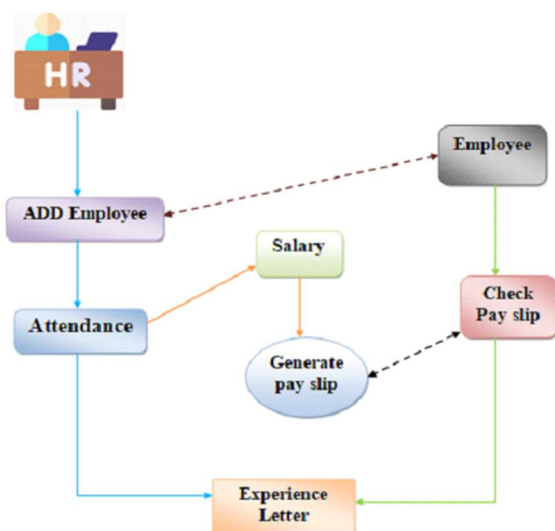 HR
Employee
ADD Employee
Salary
Attendance
Check
Pay slip
Generate
pay slip
Experience
Letter